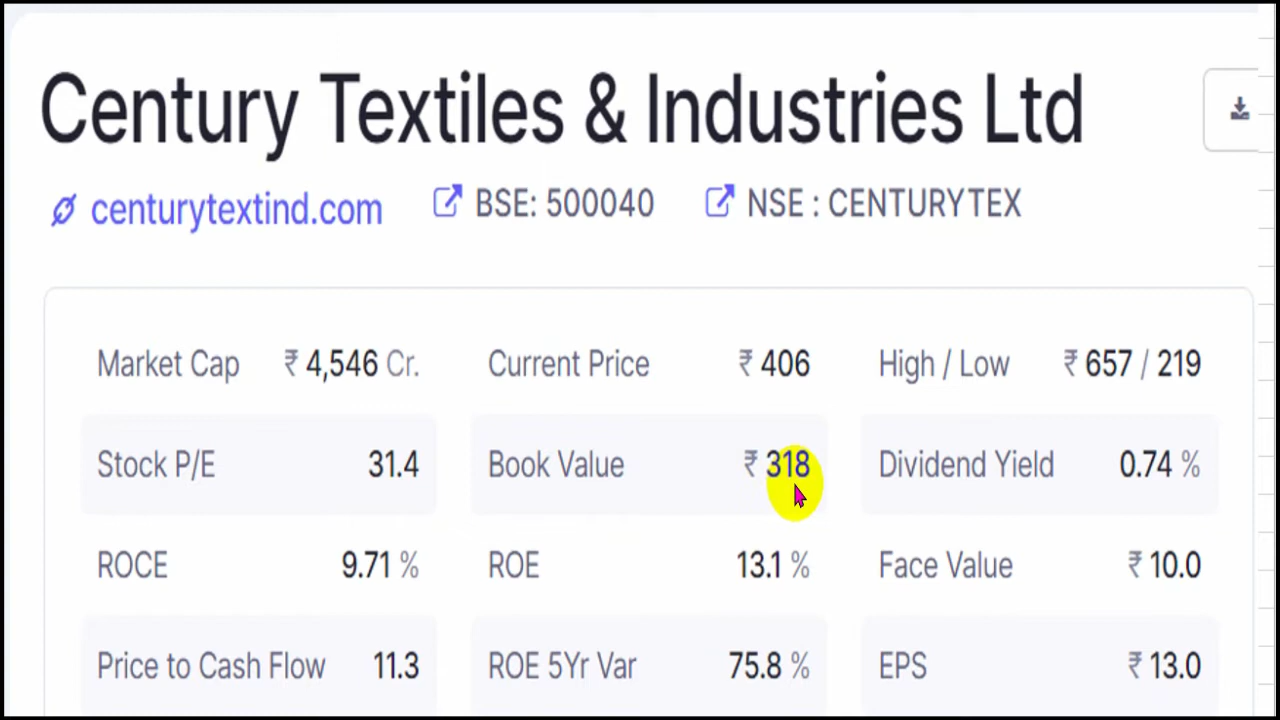 Century Textiles & Industries Ltd
centurytextind.com BSE: 500040 NSE : CENTURYTEX
Market Cap ₹ 4,546 Cr. Current Price ₹ 406 High / Low ₹ 657 / 219
Stock P/E 31.4 Book Value ₹ 318 Dividend Yield 0.74 %
ROCE 9.71 % ROE 13.1 % Face Value ₹ 10.0
Price to Cash Flow 11.3 ROE 5Yr Var 75.8 % EPS ₹ 13.0